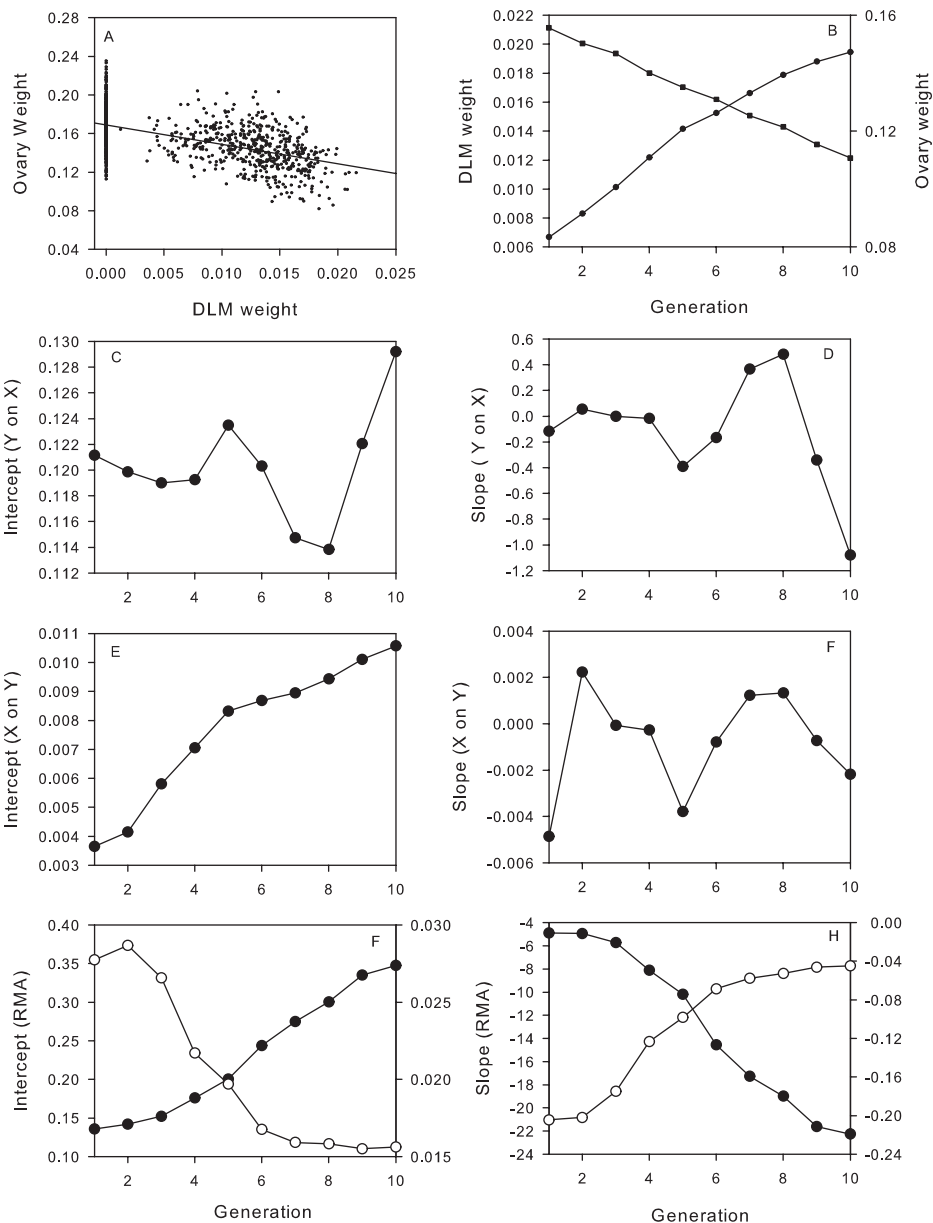 A
Ovary Weight
0.28
0.24
0.20
0.16
0.12
0.08
0.04
0.000 0.005 0.010 0.015 0.020 0.025
DLM weight
B
DLM weight
0.022
0.020
0.018
0.016
0.014
0.012
0.010
0.008
0.006
0.16
0.12
0.08
Ovary weight
2 4 6 8 10
Generation
C
Intercept (Y on X)
0.130
0.128
0.126
0.124
0.122
0.120
0.118
0.116
0.114
0.112
2 4 6 8 10
D
Slope ( Y on X)
0.6
0.4
0.2
0.0
-0.2
-0.4
-0.6
-0.8
-1.0
-1.2
2 4 6 8 10
E
Intercept (X on Y)
0.011
0.010
0.009
0.008
0.007
0.006
0.005
0.004
0.003
2 4 6 8 10
F
Slope (X on Y)
0.004
0.002
0.000
-0.002
-0.004
-0.006
2 4 6 8 10
F
Intercept (RMA)
0.40
0.35
0.30
0.25
0.20
0.15
0.10
0.030
0.025
0.020
0.015
2 4 6 8 10
Generation
H
Slope (RMA)
-4
-6
-8
-10
-12
-14
-16
-18
-20
-22
-24
0.00
-0.04
-0.08
-0.12
-0.16
-0.20
-0.24
2 4 6 8 10
Generation